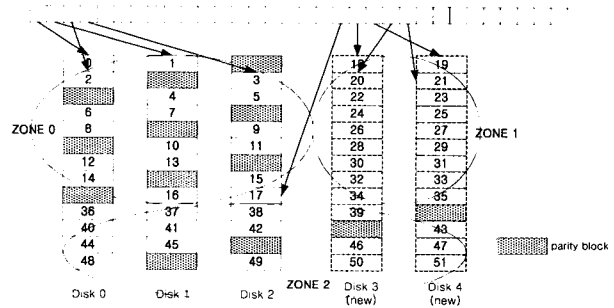 0 1 18 19
2 3 20 21
4 5 22 23
6 7 24 25
ZONE 0 8 9 26 27 ZONE 1
10 11 28 29
12 13 30 31
14 15 32 33
16 17 34 35
36 37 38 39
40 41 42 43
44 45 46 47 parity block
48 49 50 51
Disk 0 Disk 1 Disk 2 ZONE 2 Disk 3 Disk 4
(new) (new)